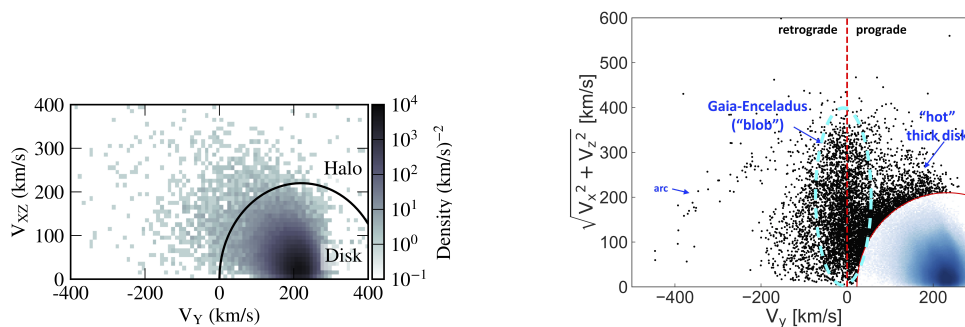 400
300
200
100
0
-400
-200
0
200
400
V_XZ (km/s)
V_Y (km/s)
Halo
Disk
10^4
10^3
10^2
10^1
10^0
10^−1
Density (km/s)^−2
600
500
400
300
200
100
0
−400
−200
0
200
√V_x^2 + V_z^2 [km/s]
V_y [km/s]
retrograde
prograde
Gaia-Enceladus
(“blob”)
“hot”
thick disk
arc